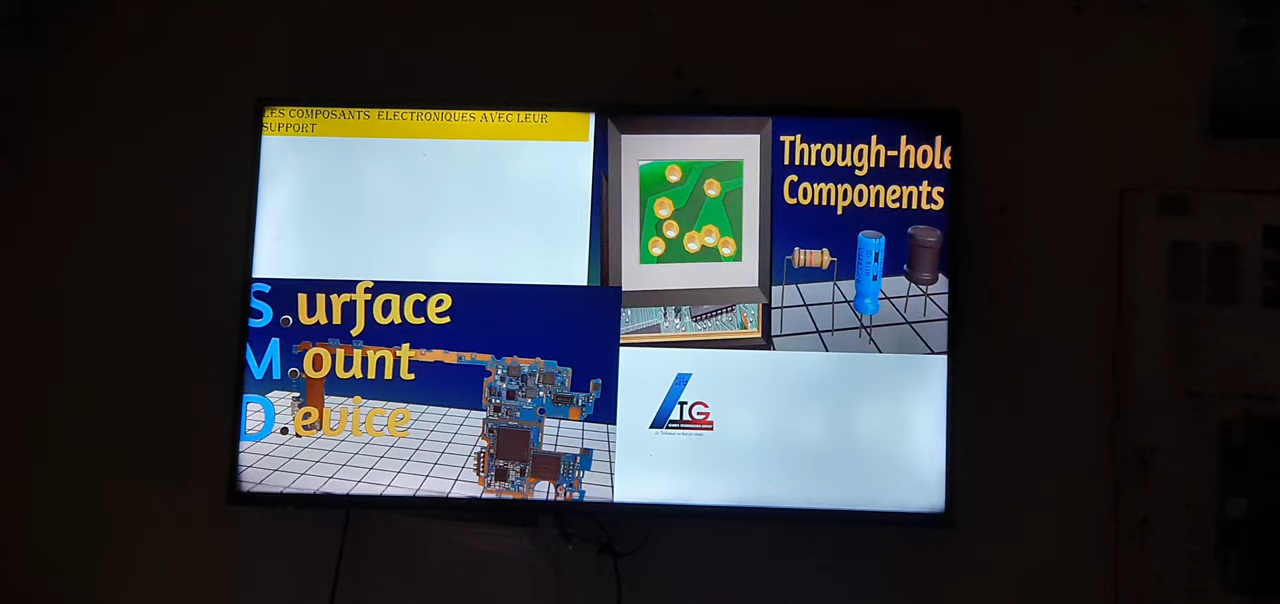 LES COMPOSANTS ÉLECTRONIQUES AVEC LEUR
SUPPORT
Through-hole
Components
S.urface
M.ount
D.evice
TG